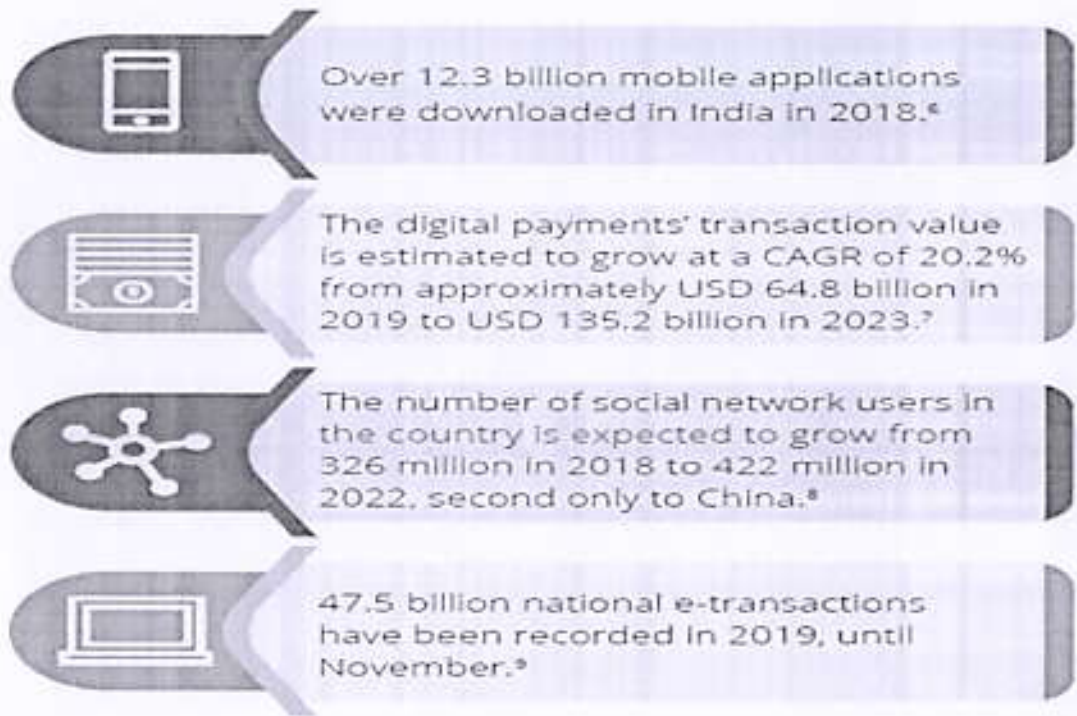 Over 12.3 billion mobile applications
were downloaded in India in 2018.⁶
The digital payments' transaction value
is estimated to grow at a CAGR of 20.2%
from approximately USD 64.8 billion in
2019 to USD 135.2 billion in 2023.⁷
The number of social network users in
the country is expected to grow from
326 million in 2018 to 422 million in
2022, second only to China.⁸
47.5 billion national e-transactions
have been recorded in 2019, until
November.⁹